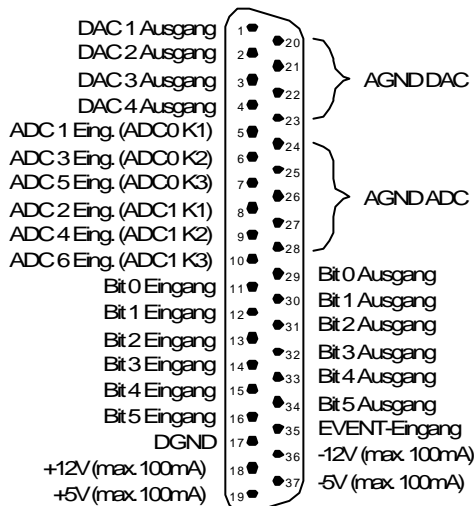 DAC 1 Ausgang 1
DAC 2 Ausgang 2
DAC 3 Ausgang 3
DAC 4 Ausgang 4
ADC 1 Eing. (ADC0 K1) 5
ADC 3 Eing. (ADC0 K2) 6
ADC 5 Eing. (ADC0 K3) 7
ADC 2 Eing. (ADC1 K1) 8
ADC 4 Eing. (ADC1 K2) 9
ADC 6 Eing. (ADC1 K3) 10
Bit 0 Eingang 11
Bit 1 Eingang 12
Bit 2 Eingang 13
Bit 3 Eingang 14
Bit 4 Eingang 15
Bit 5 Eingang 16
DGND 17
+12V (max. 100mA) 18
+5V (max. 100mA) 19
20
21
22
23
AGND DAC
24
25
26
27
28
AGND ADC
29 Bit 0 Ausgang
30 Bit 1 Ausgang
31 Bit 2 Ausgang
32 Bit 3 Ausgang
33 Bit 4 Ausgang
34 Bit 5 Ausgang
35 EVENT-Eingang
36 -12V (max. 100mA)
37 -5V (max. 100mA)